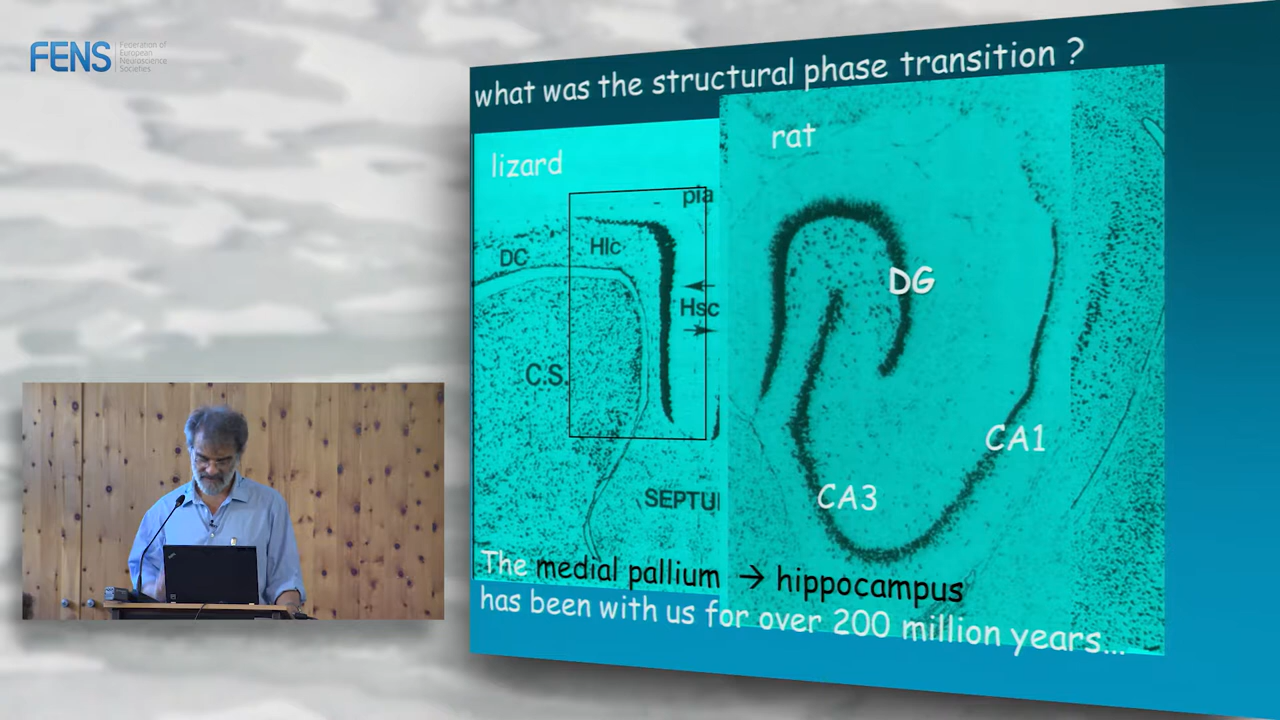 FENS
Federation of
European
Neuroscience
Societies
what was the structural phase transition ?
lizard
rat
pia
DC
Hlc
DG
Hsc
C.S.
CA1
CA3
SEPTU
The medial pallium → hippocampus
has been with us for over 200 million years...